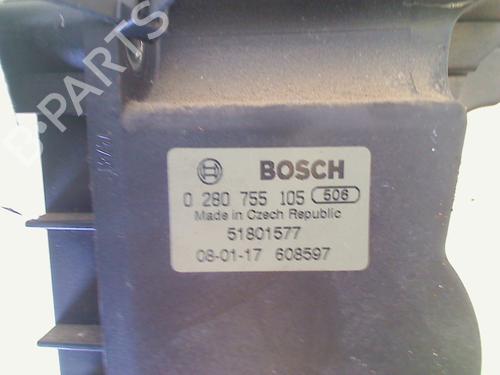 B-PARTS
BOSCH
0 280 755 105 506
Made in Czech Republic
51801577
08-01-17 608597